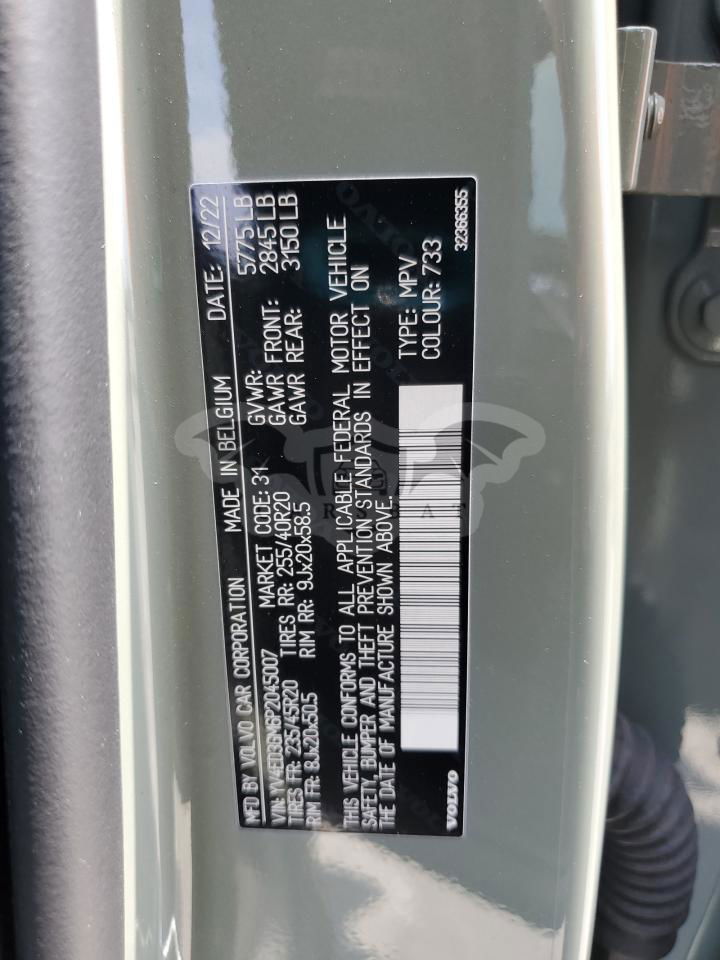 MFD BY VOLVO CAR CORPORATION MADE IN BELGIUM DATE: 12/22
VIN: YV4ED3GM6P2045007 MARKET CODE: 31 GVWR: 5775 LB
TIRES FR: 235/45R20 TIRES RR: 255/40R20 GAWR FRONT: 2845 LB
RIM FR: 8Jx20x50.5 RIM RR: 9Jx20x58.5 GAWR REAR: 3150 LB
THIS VEHICLE CONFORMS TO ALL APPLICABLE FEDERAL MOTOR VEHICLE
SAFETY, BUMPER AND THEFT PREVENTION STANDARDS IN EFFECT ON
THE DATE OF MANUFACTURE SHOWN ABOVE.
TYPE: MPV
COLOUR: 733
VOLVO 32366355